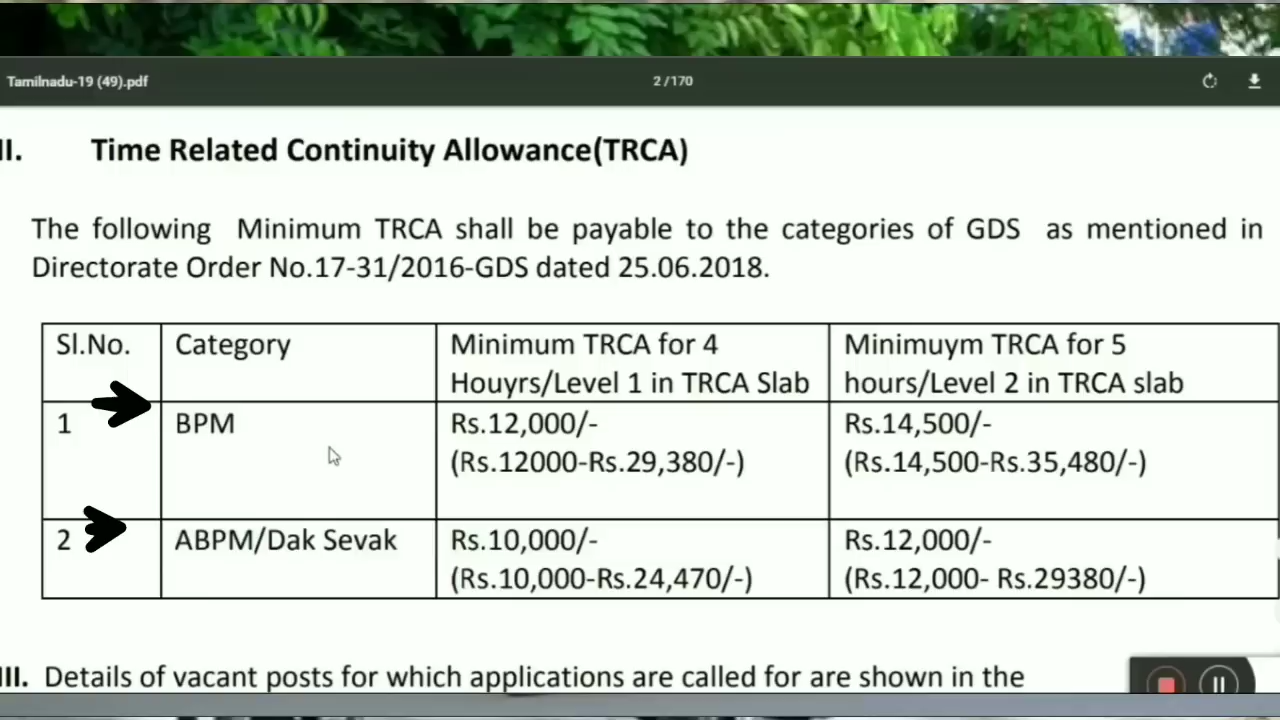 Tamilnadu-19 (49).pdf 2/170
II. Time Related Continuity Allowance(TRCA)
The following Minimum TRCA shall be payable to the categories of GDS as mentioned in
Directorate Order No.17-31/2016-GDS dated 25.06.2018.
Sl.No. Category Minimum TRCA for 4 Minimuym TRCA for 5
Houyrs/Level 1 in TRCA Slab hours/Level 2 in TRCA slab
1 BPM Rs.12,000/- Rs.14,500/-
(Rs.12000-Rs.29,380/-) (Rs.14,500-Rs.35,480/-)
2 ABPM/Dak Sevak Rs.10,000/- Rs.12,000/-
(Rs.10,000-Rs.24,470/-) (Rs.12,000- Rs.29380/-)
III. Details of vacant posts for which applications are called for are shown in the